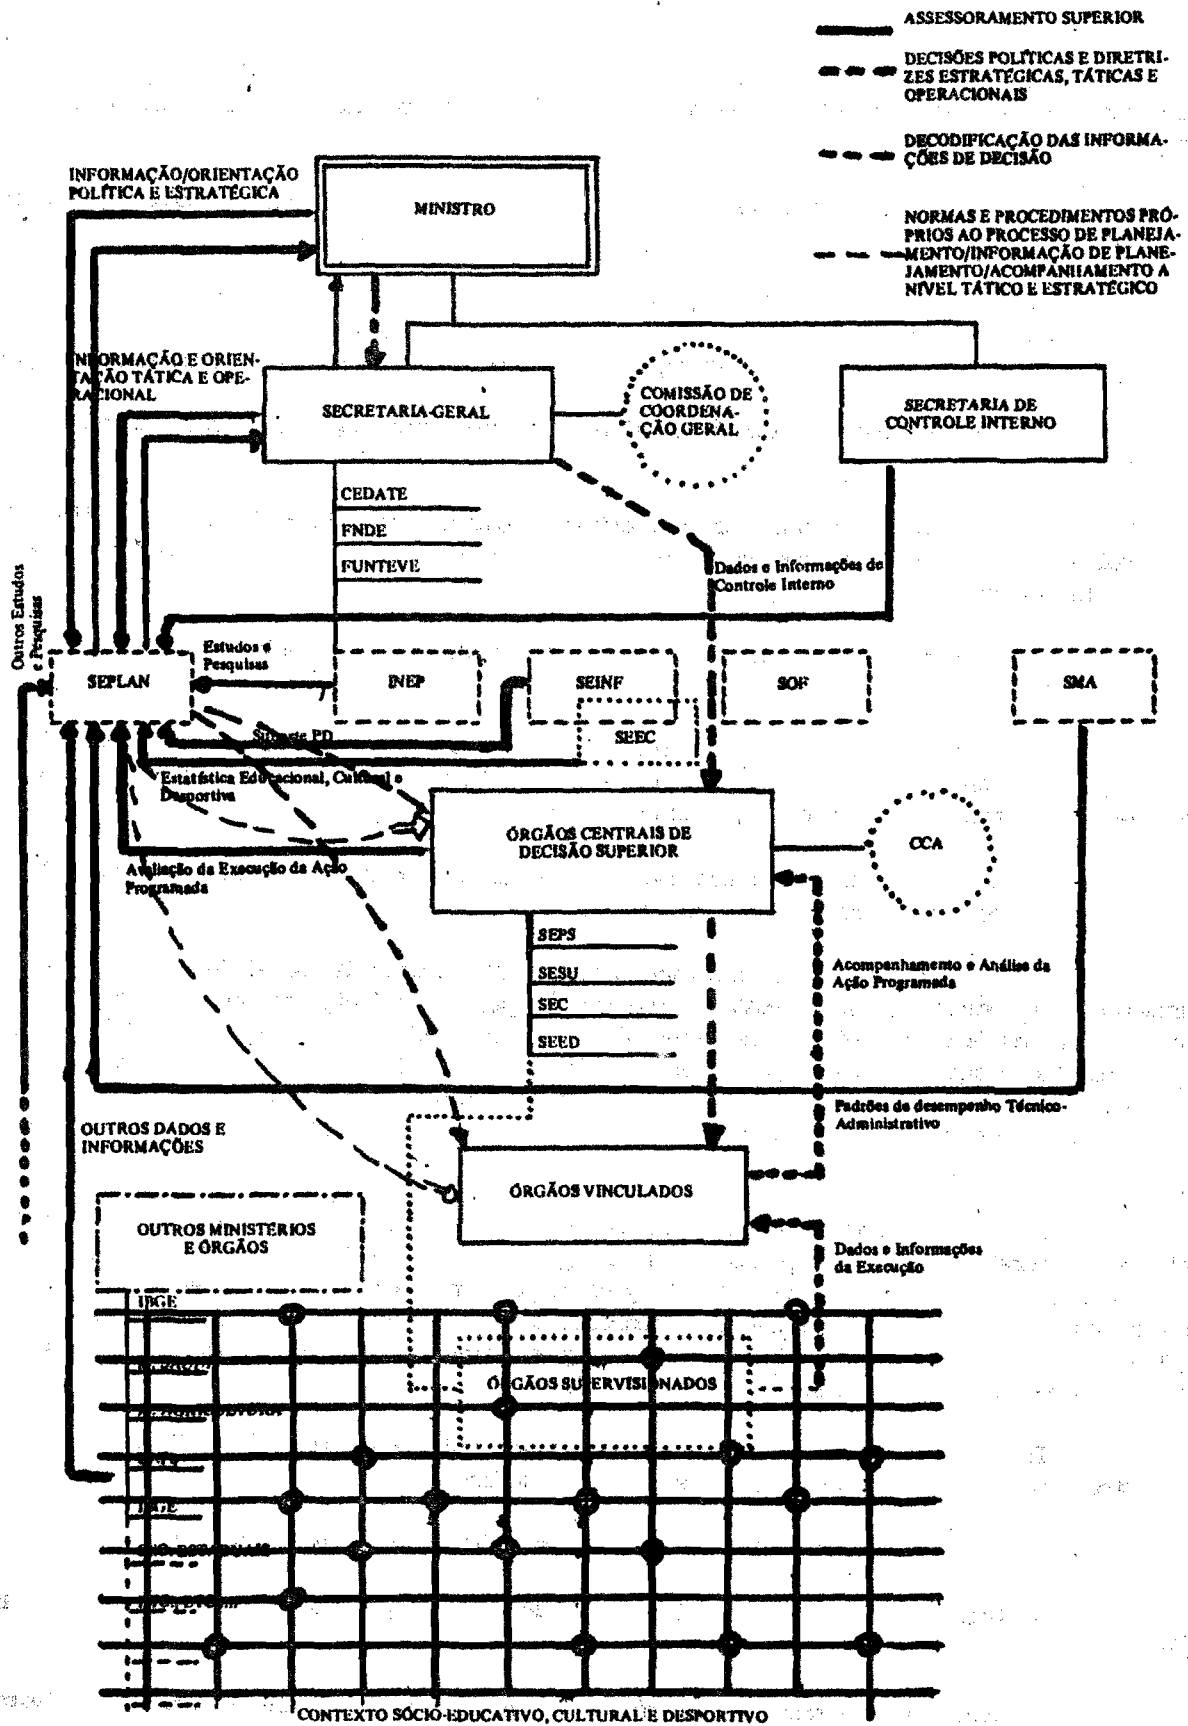 ASSESSORAMENTO SUPERIOR
DECISÕES POLÍTICAS E DIRETRI-
ZES ESTRATÉGICAS, TÁTICAS E
OPERACIONAIS
DECODIFICAÇÃO DAS INFORMA-
ÇÕES DE DECISÃO
NORMAS E PROCEDIMENTOS PRÓ-
PRIOS AO PROCESSO DE PLANEJA-
MENTO/INFORMAÇÃO DE PLANE-
JAMENTO/ACOMPANHAMENTO A
NÍVEL TÁTICO E ESTRATÉGICO
INFORMAÇÃO/ORIENTAÇÃO
POLÍTICA E ESTRATÉGICA
MINISTRO
INFORMAÇÃO E ORIEN-
TAÇÃO TÁTICA E OPE-
RACIONAL
SECRETARIA-GERAL
COMISSÃO DE
COORDENA-
ÇÃO GERAL
SECRETARIA DE
CONTROLE INTERNO
CEDATE
FNDE
FUNTEVE
Dados e Informações de
Controle Interno
Outros Estudos
e Pesquisas
Estudos e
Pesquisas
SEPLAN
INEP
SEINF
SOF
SMA
SEEC
Suporte PD
Estatística Educacional, Cultural e
Desportiva
ÓRGÃOS CENTRAIS DE
DECISÃO SUPERIOR
CCA
Avaliação da Execução da Ação
Programada
SEPS
SESU
SEC
SEED
Acompanhamento e Análise da
Ação Programada
Padrões de desempenho Técnico-
Administrativo
OUTROS DADOS E
INFORMAÇÕES
ÓRGÃOS VINCULADOS
OUTROS MINISTÉRIOS
E ÓRGÃOS
Dados e Informações
da Execução
IBGE
ÓRGÃOS SUPERVISIONADOS
CONTEXTO SÓCIO-EDUCATIVO, CULTURAL E DESPORTIVO